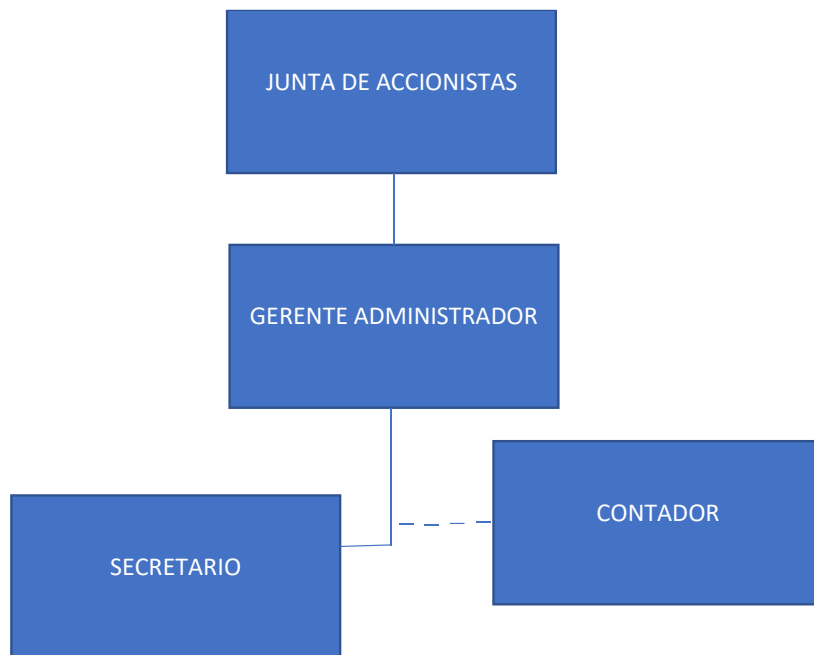 JUNTA DE ACCIONISTAS
GERENTE ADMINISTRADOR
CONTADOR
SECRETARIO